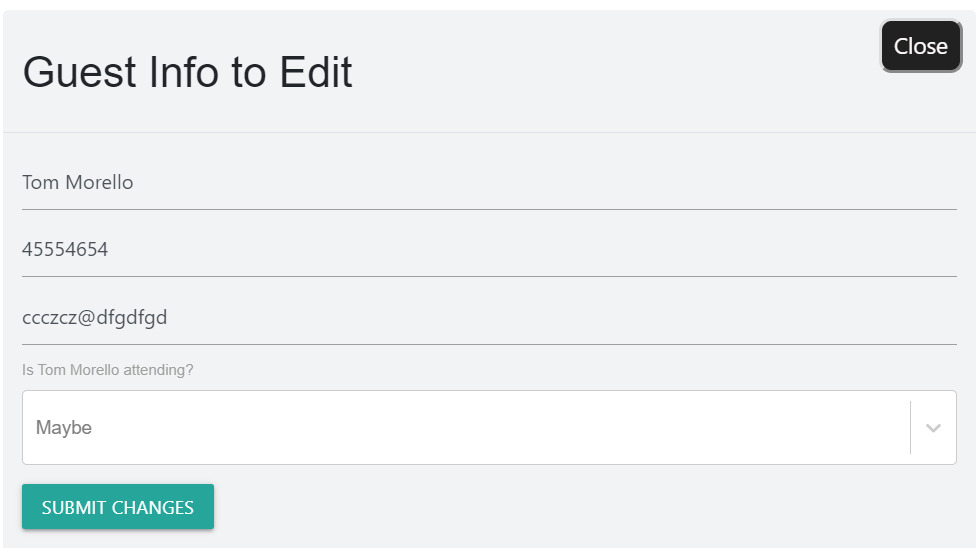 Close
Guest Info to Edit
Tom Morello
45554654
ccczcz@dfgdfgd
Is Tom Morello attending?
Maybe
SUBMIT CHANGES